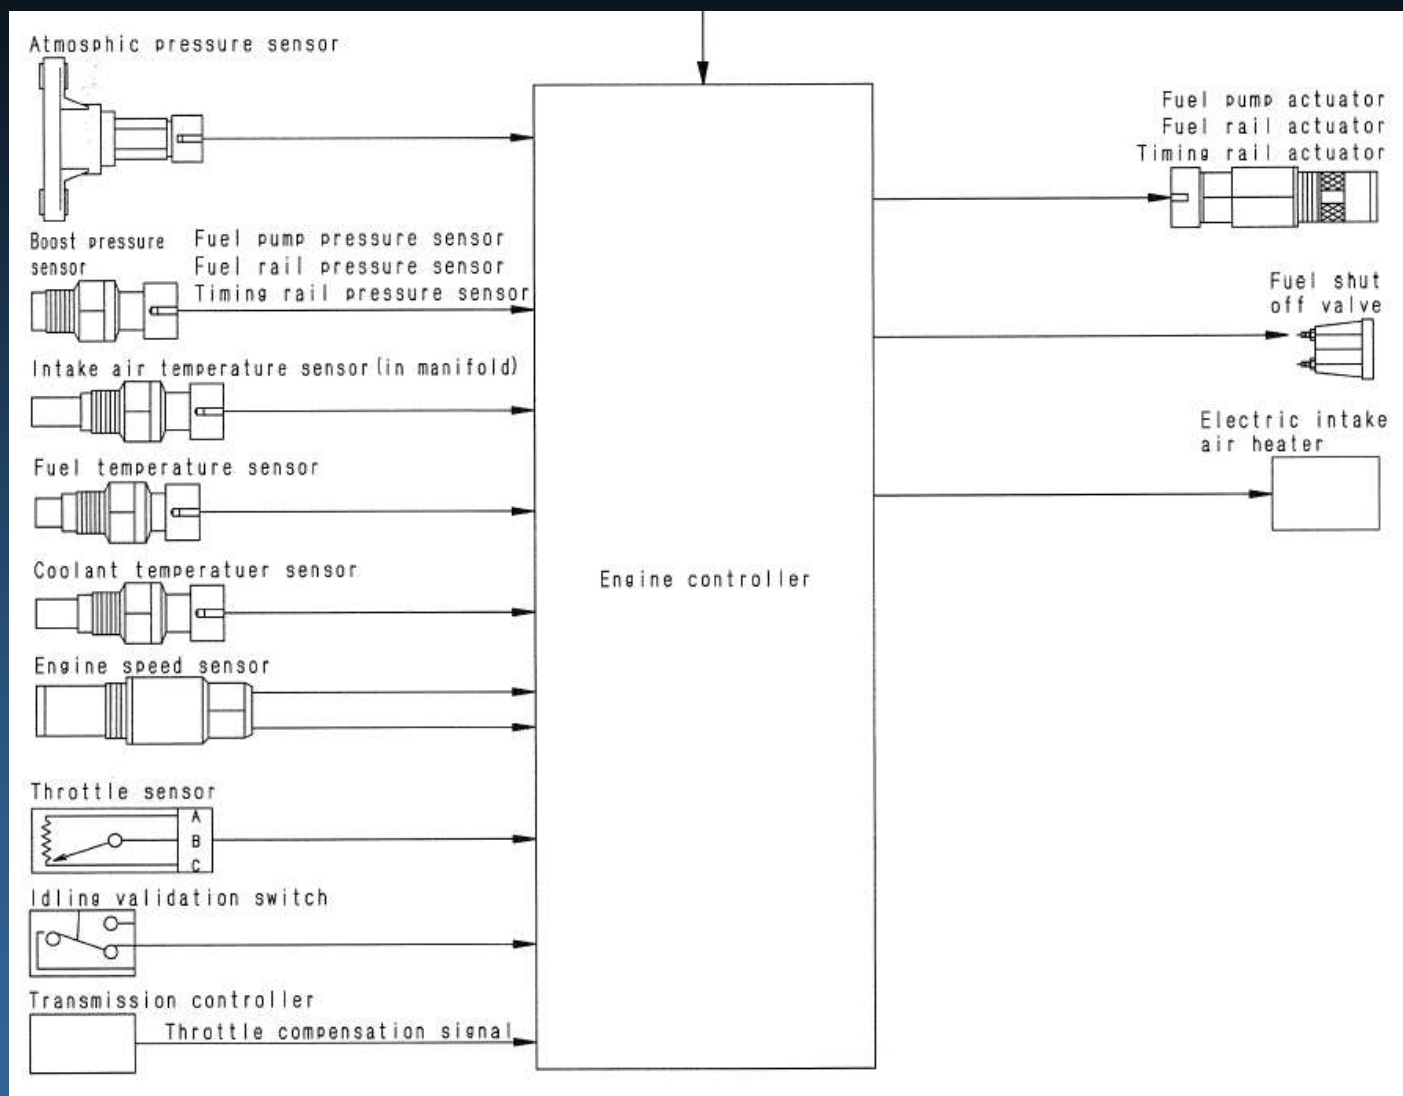 Atmosphic pressure sensor
Boost pressure
sensor
Fuel pump pressure sensor
Fuel rail pressure sensor
Timing rail pressure sensor
Intake air temperature sensor(in manifold)
Fuel temperature sensor
Coolant temperatuer sensor
Engine speed sensor
Throttle sensor
A
B
C
Idling validation switch
Transmission controller
Throttle compensation signal
Engine controller
Fuel pump actuator
Fuel rail actuator
Timing rail actuator
Fuel shut
off valve
Electric intake
air heater